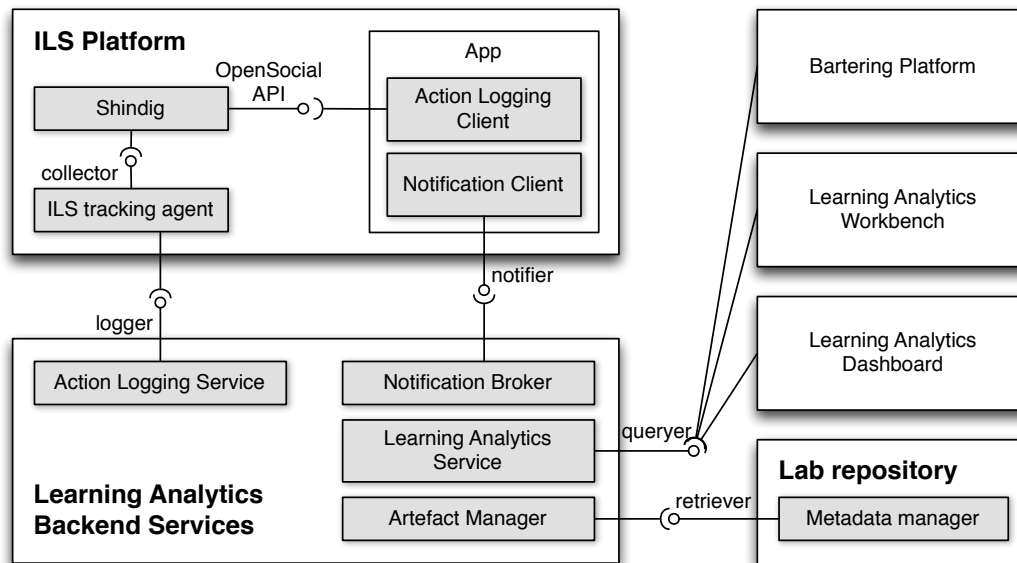 ILS Platform
OpenSocial
API
App
Shindig
Action Logging
Client
collector
Notification Client
ILS tracking agent
notifier
logger
Action Logging Service
Notification Broker
Learning Analytics
Service
queryer
Learning Analytics
Backend Services
Artefact Manager
retriever
Bartering Platform
Learning Analytics
Workbench
Learning Analytics
Dashboard
Lab repository
Metadata manager